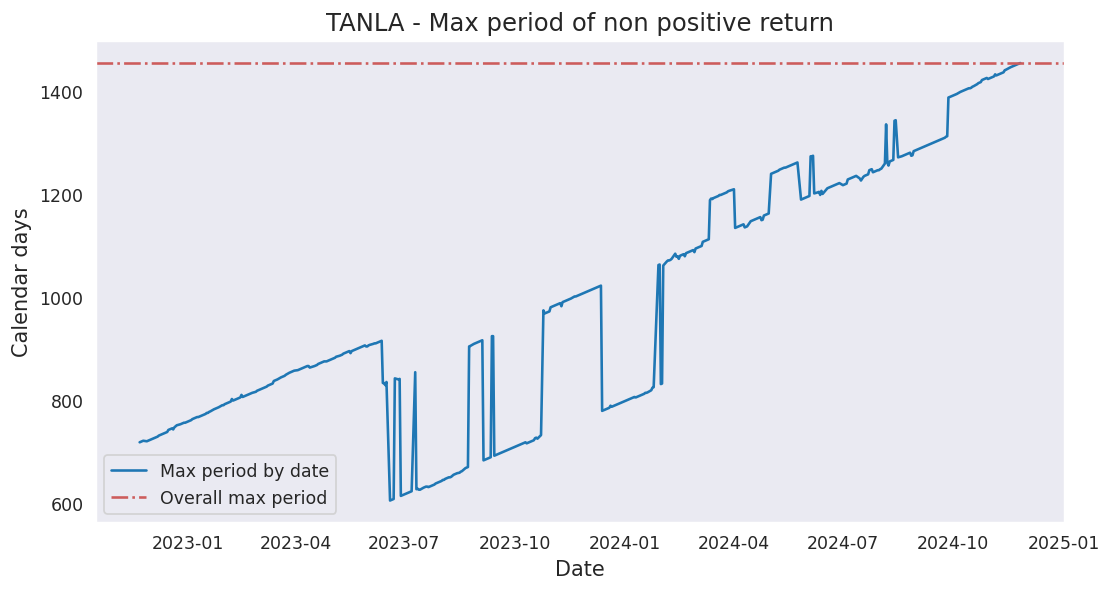 TANLA - Max period of non positive return
Calendar days
1400
1200
1000
800
600
Max period by date
Overall max period
2023-01
2023-04
2023-07
2023-10
2024-01
2024-04
2024-07
2024-10
2025-01
Date